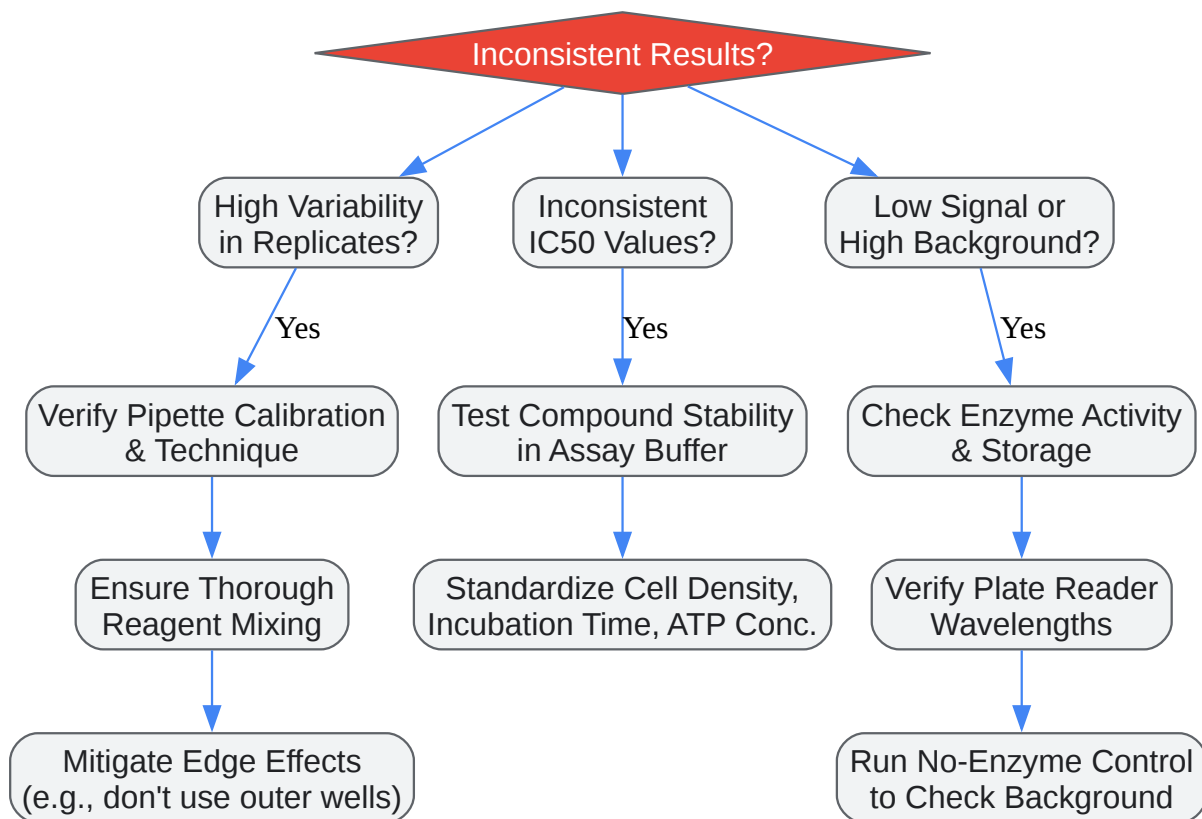 Inconsistent Results?
High Variability
in Replicates?
Inconsistent
IC50 Values?
Low Signal or
High Background?
Yes
Yes
Yes
Verify Pipette Calibration
& Technique
Test Compound Stability
in Assay Buffer
Check Enzyme Activity
& Storage
Ensure Thorough
Reagent Mixing
Standardize Cell Density,
Incubation Time, ATP Conc.
Verify Plate Reader
Wavelengths
Mitigate Edge Effects
(e.g., don't use outer wells)
Run No-Enzyme Control
to Check Background